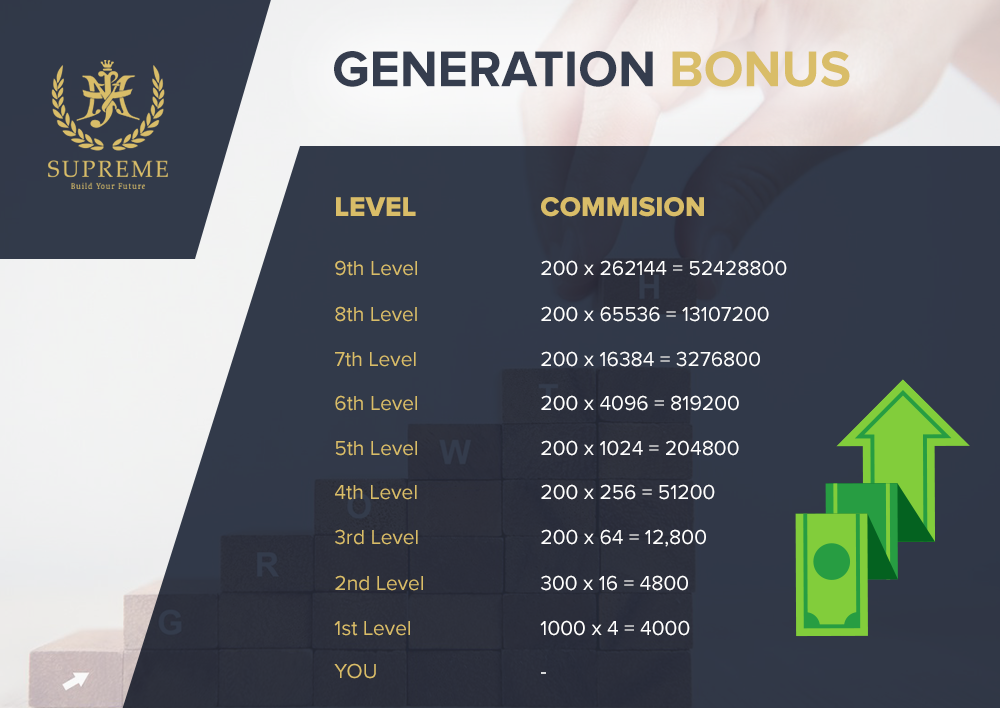 SUPREME
Build Your Future
GENERATION BONUS
LEVEL COMMISION
9th Level 200 x 262144 = 52428800
8th Level 200 x 65536 = 13107200
7th Level 200 x 16384 = 3276800
6th Level 200 x 4096 = 819200
5th Level 200 x 1024 = 204800
4th Level 200 x 256 = 51200
3rd Level 200 x 64 = 12,800
2nd Level 300 x 16 = 4800
1st Level 1000 x 4 = 4000
YOU -
G R O W T H